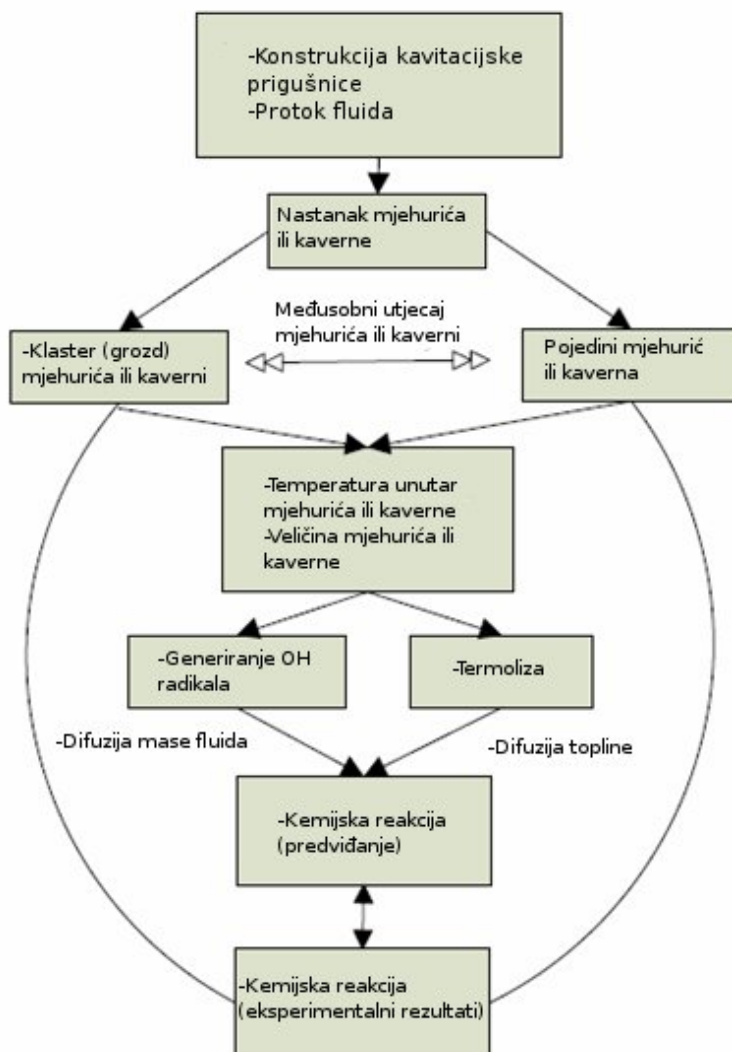 -Konstrukcija kavitacijske
prigušnice
-Protok fluida
Nastanak mjehurića
ili kaverne
Međusobni utjecaj
mjehurića ili kaverni
-Klaster (grozd)
mjehurića ili kaverni
Pojedini mjehurić
ili kaverna
-Temperatura unutar
mjehurića ili kaverne
-Veličina mjehurića ili
kaverne
-Generiranje OH
radikala
-Termoliza
-Difuzija mase fluida
-Difuzija topline
-Kemijska reakcija
(predviđanje)
-Kemijska reakcija
(eksperimentalni rezultati)